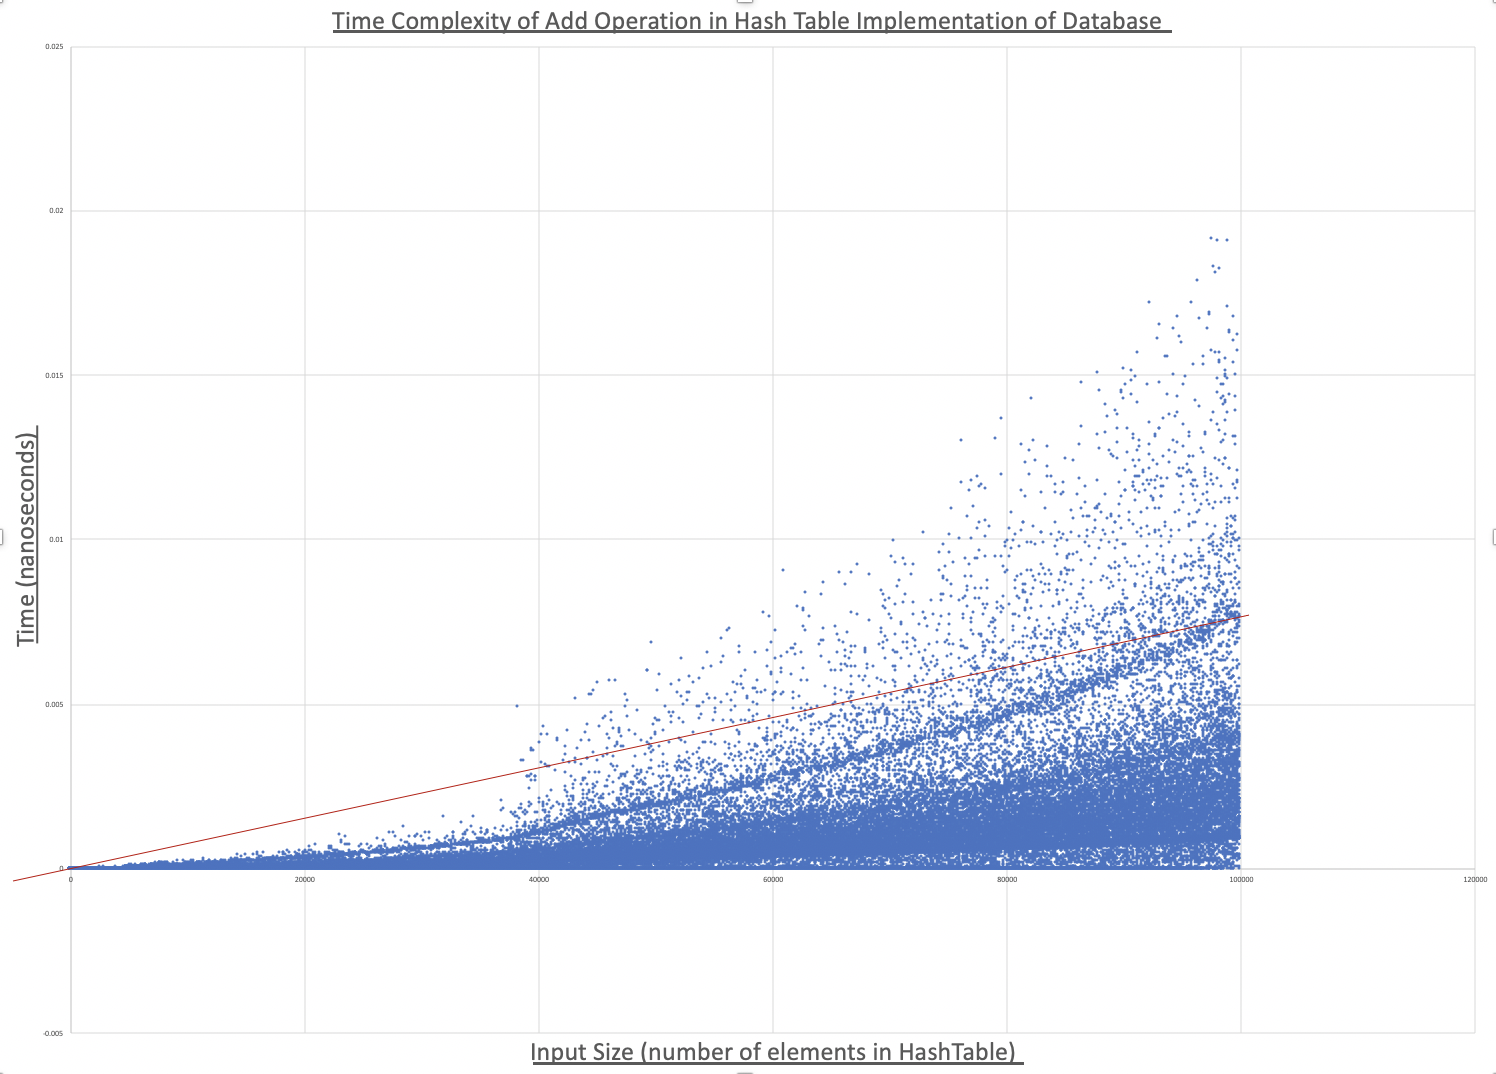 Time Complexity of Add Operation in Hash Table Implementation of Database
0.025
0.02
0.015
0.01
0.005
0
-0.005
Time (nanoseconds)
0 20000 40000 60000 80000 100000 120000
Input Size (number of elements in HashTable)